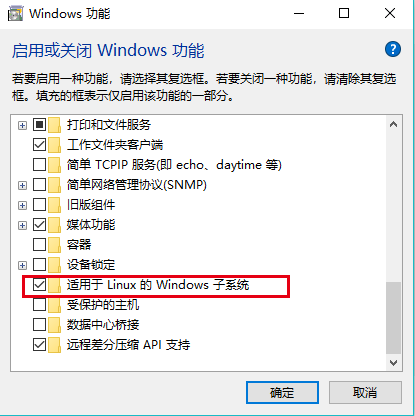 Windows 功能
启用或关闭 Windows 功能
若要启用一种功能，请选择其复选框。若要关闭一种功能，请清除其复选
框。填充的框表示仅启用该功能的一部分。
打印和文件服务
工作文件夹客户端
简单 TCPIP 服务(即 echo、daytime 等)
简单网络管理协议(SNMP)
旧版组件
媒体功能
容器
设备锁定
适用于 Linux 的 Windows 子系统
受保护的主机
数据中心桥接
远程差分压缩 API 支持
确定
取消